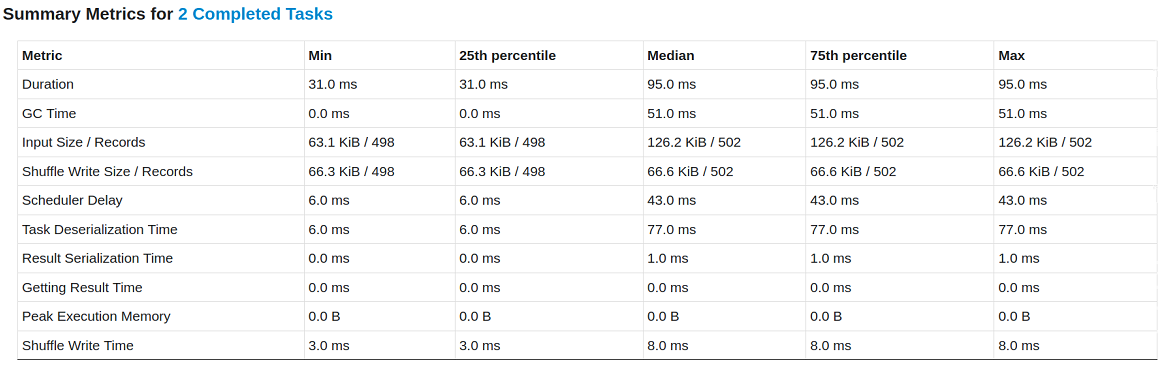 Summary Metrics for 2 Completed Tasks
Metric Min 25th percentile Median 75th percentile Max
Duration 31.0 ms 31.0 ms 95.0 ms 95.0 ms 95.0 ms
GC Time 0.0 ms 0.0 ms 51.0 ms 51.0 ms 51.0 ms
Input Size / Records 63.1 KiB / 498 63.1 KiB / 498 126.2 KiB / 502 126.2 KiB / 502 126.2 KiB / 502
Shuffle Write Size / Records 66.3 KiB / 498 66.3 KiB / 498 66.6 KiB / 502 66.6 KiB / 502 66.6 KiB / 502
Scheduler Delay 6.0 ms 6.0 ms 43.0 ms 43.0 ms 43.0 ms
Task Deserialization Time 6.0 ms 6.0 ms 77.0 ms 77.0 ms 77.0 ms
Result Serialization Time 0.0 ms 0.0 ms 1.0 ms 1.0 ms 1.0 ms
Getting Result Time 0.0 ms 0.0 ms 0.0 ms 0.0 ms 0.0 ms
Peak Execution Memory 0.0 B 0.0 B 0.0 B 0.0 B 0.0 B
Shuffle Write Time 3.0 ms 3.0 ms 8.0 ms 8.0 ms 8.0 ms